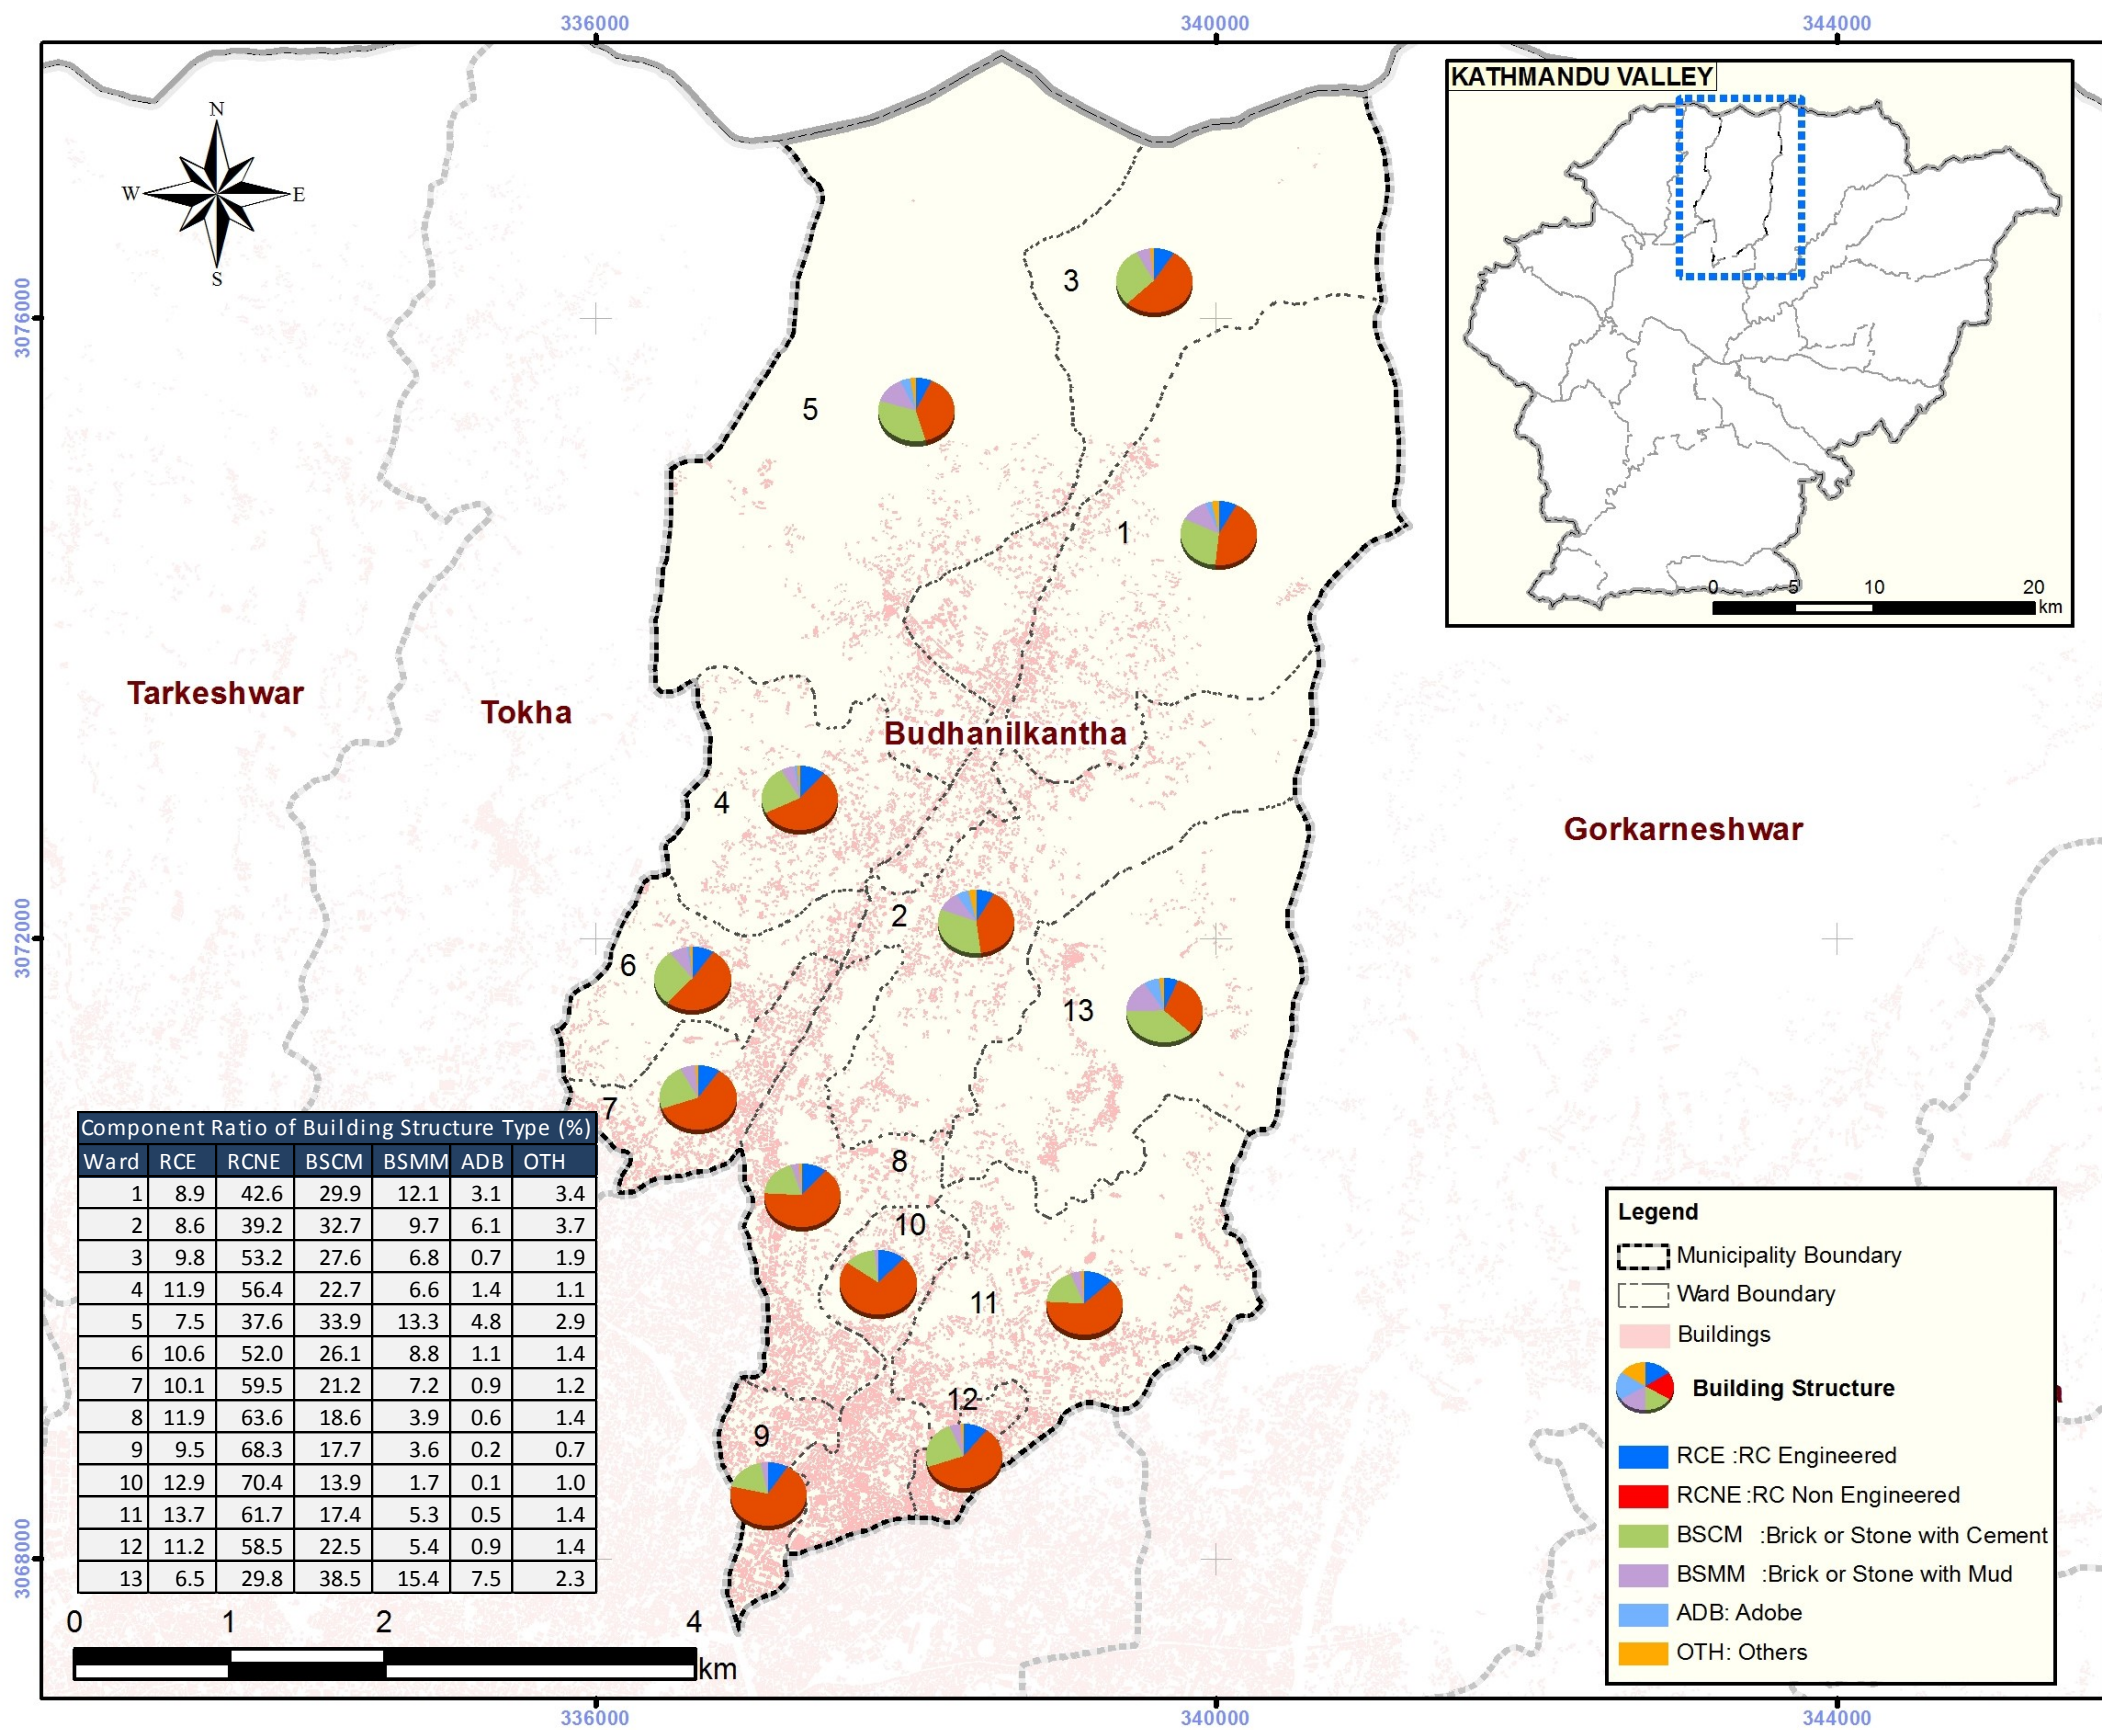 336000 340000 344000
KATHMANDU VALLEY
N
W E
S
3076000
3072000
3068000
0 5 10 20
km
3
5
1
Tarkeshwar
Tokha
Budhanilkantha
Gorkarneshwar
4
2
6
13
7
8
10
11
12
9
Component Ratio of Building Structure Type (%)
Ward RCE RCNE BSCM BSMM ADB OTH
1 8.9 42.6 29.9 12.1 3.1 3.4
2 8.6 39.2 32.7 9.7 6.1 3.7
3 9.8 53.2 27.6 6.8 0.7 1.9
4 11.9 56.4 22.7 6.6 1.4 1.1
5 7.5 37.6 33.9 13.3 4.8 2.9
6 10.6 52.0 26.1 8.8 1.1 1.4
7 10.1 59.5 21.2 7.2 0.9 1.2
8 11.9 63.6 18.6 3.9 0.6 1.4
9 9.5 68.3 17.7 3.6 0.2 0.7
10 12.9 70.4 13.9 1.7 0.1 1.0
11 13.7 61.7 17.4 5.3 0.5 1.4
12 11.2 58.5 22.5 5.4 0.9 1.4
13 6.5 29.8 38.5 15.4 7.5 2.3
0 1 2 4
km
Legend
Municipality Boundary
Ward Boundary
Buildings
Building Structure
RCE :RC Engineered
RCNE :RC Non Engineered
BSCM :Brick or Stone with Cement
BSMM :Brick or Stone with Mud
ADB: Adobe
OTH: Others
336000 340000 344000